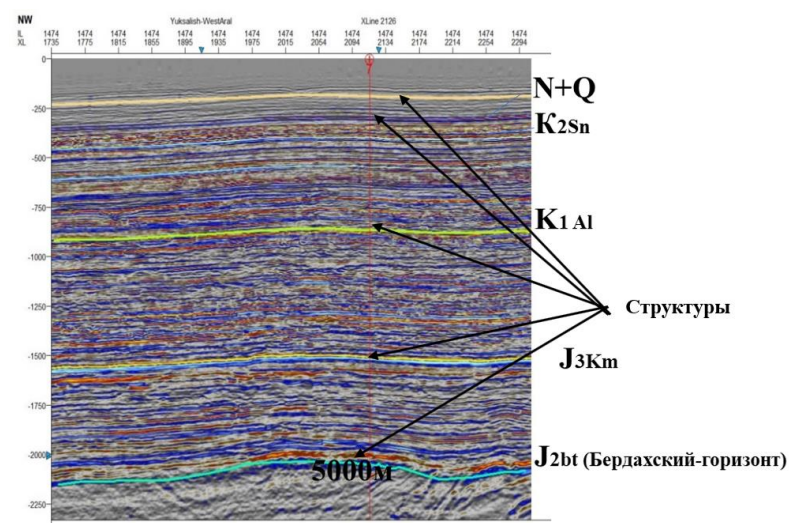 NW
Yuksalish-WestAral XLine 2126
IL 1474 1474 1474 1474 1474 1474 1474 1474 1474 1474 1474 1474 1474 1474 1474
XL 1735 1775 1815 1855 1895 1935 1975 2015 2054 2094 2134 2174 2214 2254 2294
0
7
N+Q
-250
K2Sn
-500
-750
K1 Al
-1000
-1250
Структуры
-1500
J3Km
-1750
-2000
J2bt (Бердахский-горизонт)
5000м
-2250